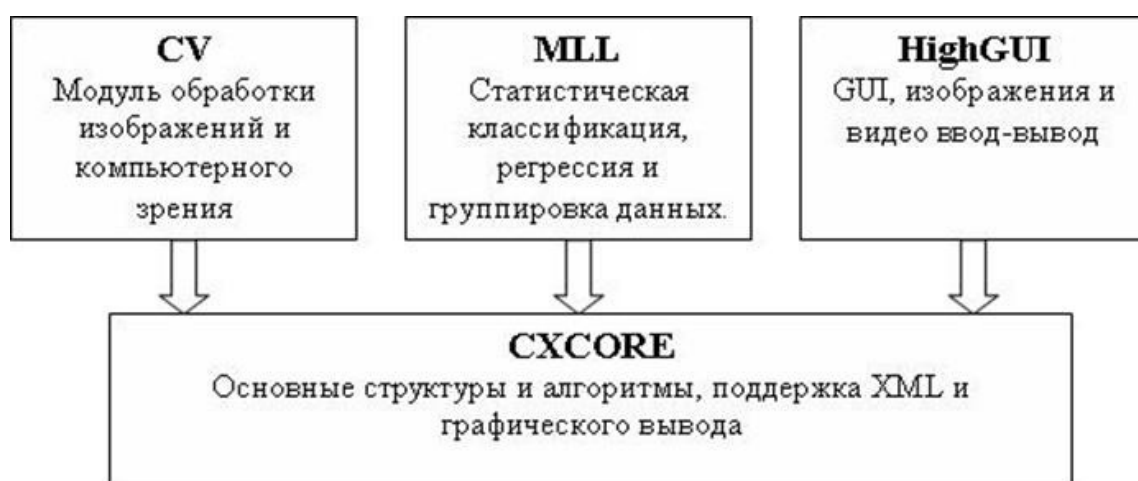 CV
Модуль обработки
изображений и
компьютерного
зрения
MLL
Статистическая
классификация,
регрессия и
группировка данных.
HighGUI
GUI, изображения и
видео ввод-вывод
CXCORE
Основные структуры и алгоритмы, поддержка XML и
графического вывода